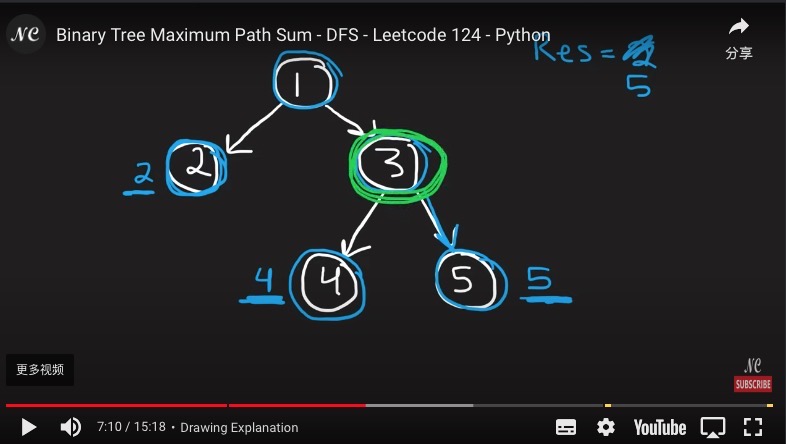 NC
Binary Tree Maximum Path Sum - DFS - Leetcode 124 - Python
分享
Res = 2
5
1
2
2
3
4
4
5
5
更多视频
NC
SUBSCRIBE
7:10 / 15:18 • Drawing Explanation
YouTube